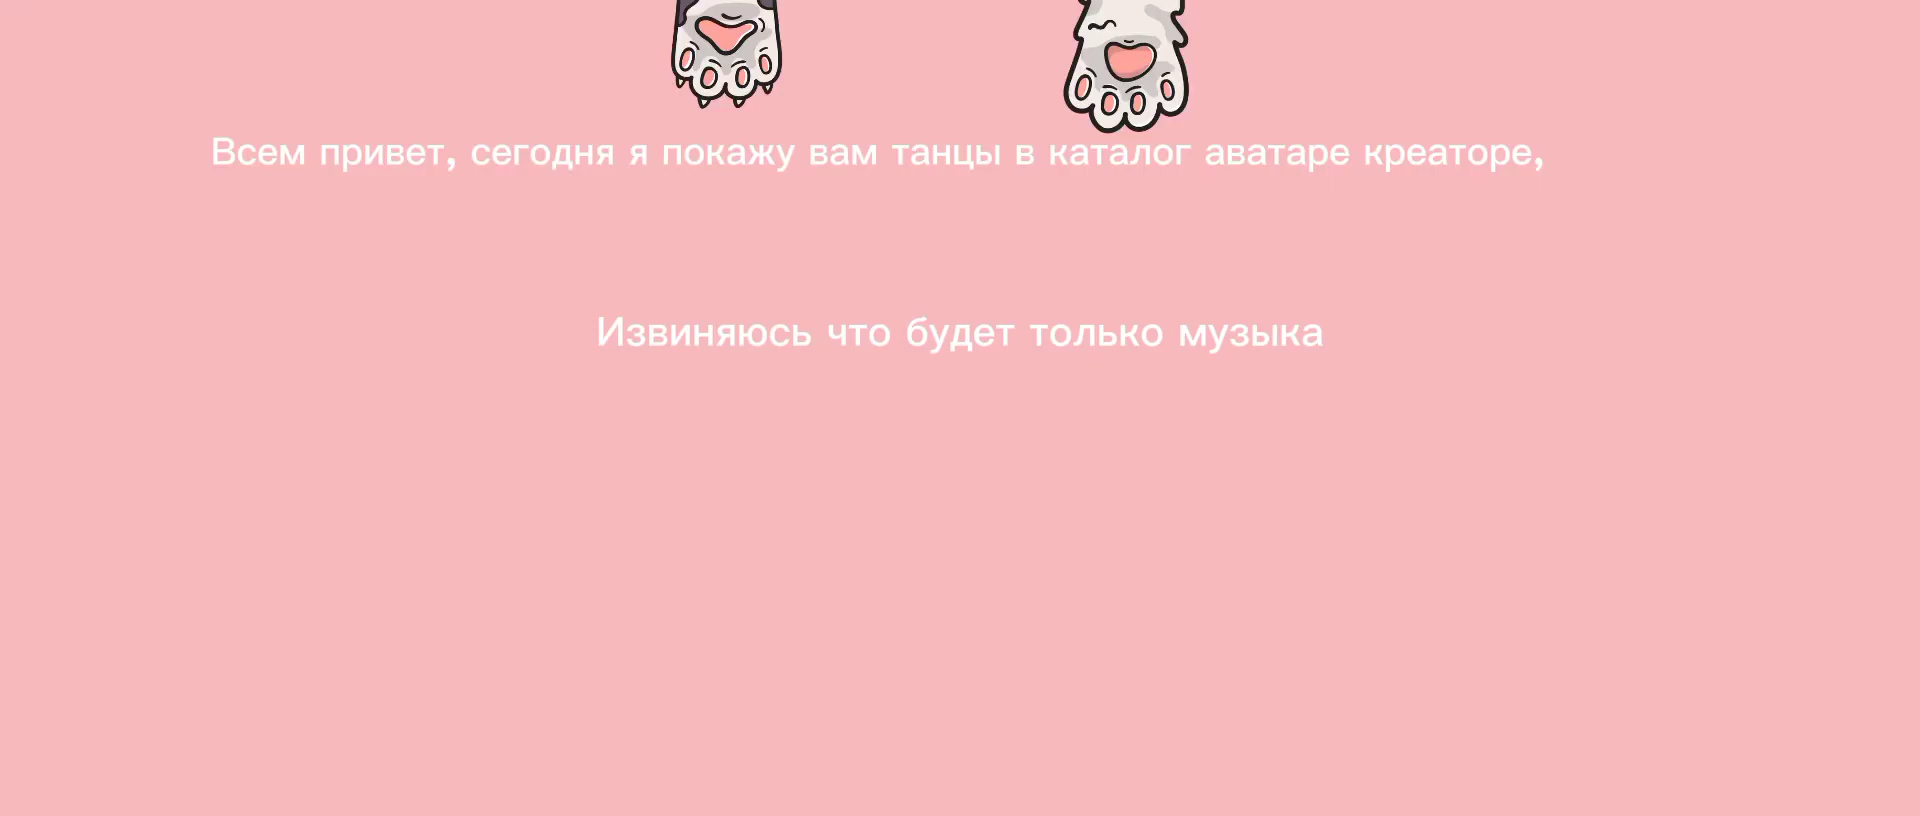 Всем привет, сегодня я покажу вам танцы в каталог аватаре креаторе,
Извиняюсь что будет только музыка